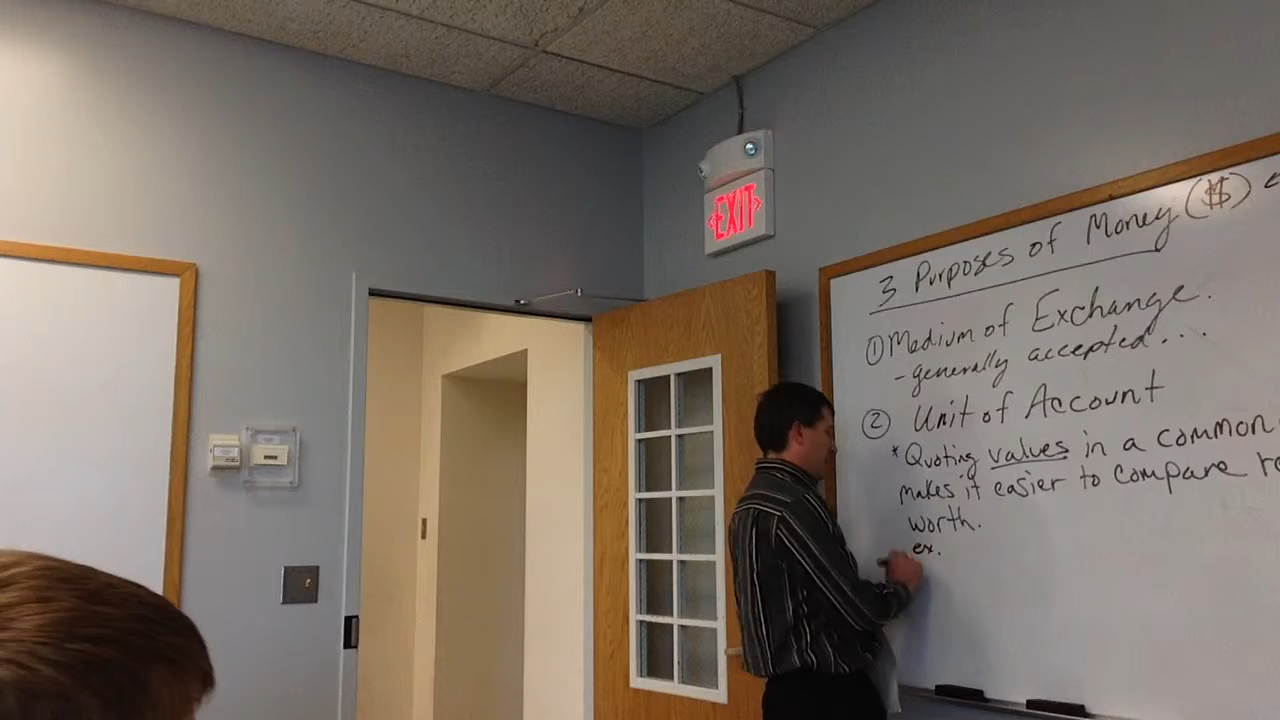 EXIT
3 Purposes of Money ($)
① Medium of Exchange.
- generally accepted...
② Unit of Account
* Quoting values in a common
makes it easier to compare
worth.
ex.